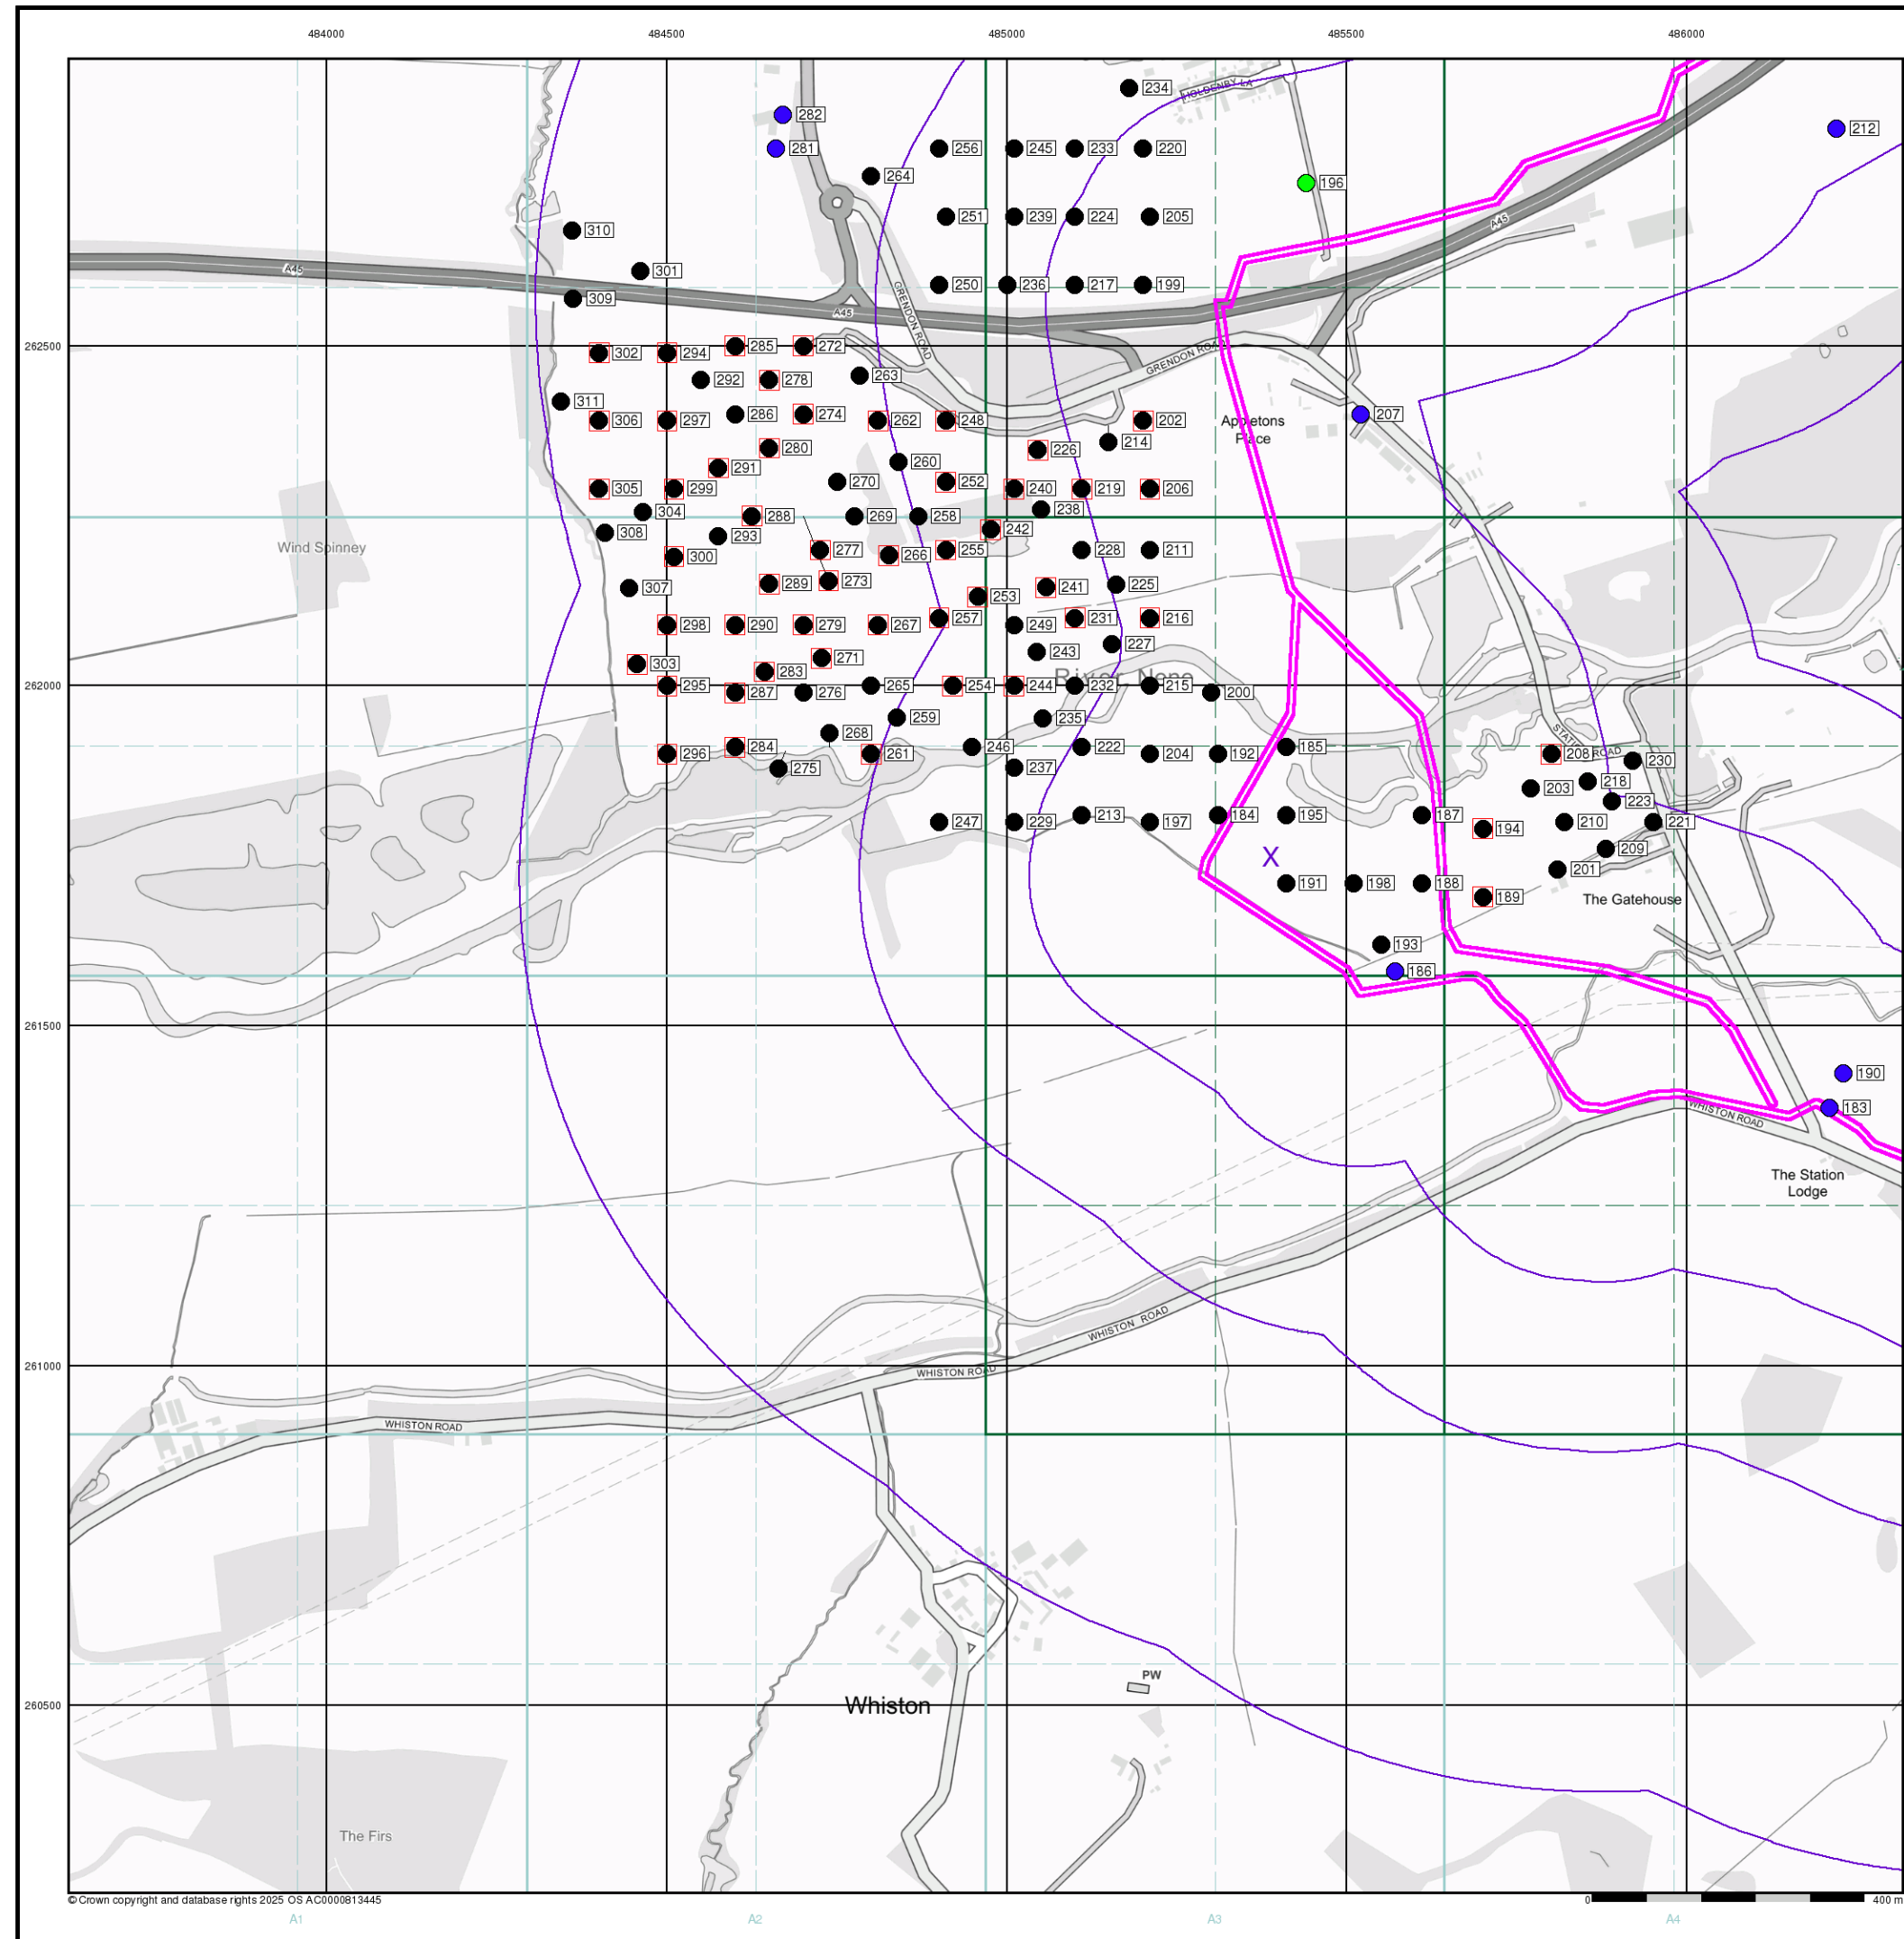 484000 484500 485000 485500 486000
234
HOLDENBY LA
282
212
281 256 245 233 220
264
196
251 239 224 205
A45
310
A45
301
250 236 217 199
309
GRENDON ROAD
A45
262500
302 294 285 272
GRENDON ROA
263
292 278
311
286 274
207
306 297 262 248 202
Appletons
Place
214
280 226
260
291
270 252
305 299 240 219 206
304 238
288 269 258
242
308 293
Wind Spinney
277 255 228 211
300 266
289 273 225
307 241
253
257 231 216
298 290 279 267 249
227
243
303 271
283
River Nene
262000
295 265 254 244 232 215
287 276 200
259 235
268
STATION ROAD
284 246 222 185
296 261 204 192 208
230
275 237
218
203
223
213 184 195 187
247 229 197 210 221
194
209
X
201
191 198 188
189
The Gatehouse
193
186
261500
190
183
WHISTON ROAD
The Station
Lodge
WHISTON ROAD
261000
WHISTON ROAD
WHISTON ROAD
PW
260500
Whiston
The Firs
© Crown copyright and database rights 2025 OS AC0000813445
0 400 m
A1 A2 A3 A4